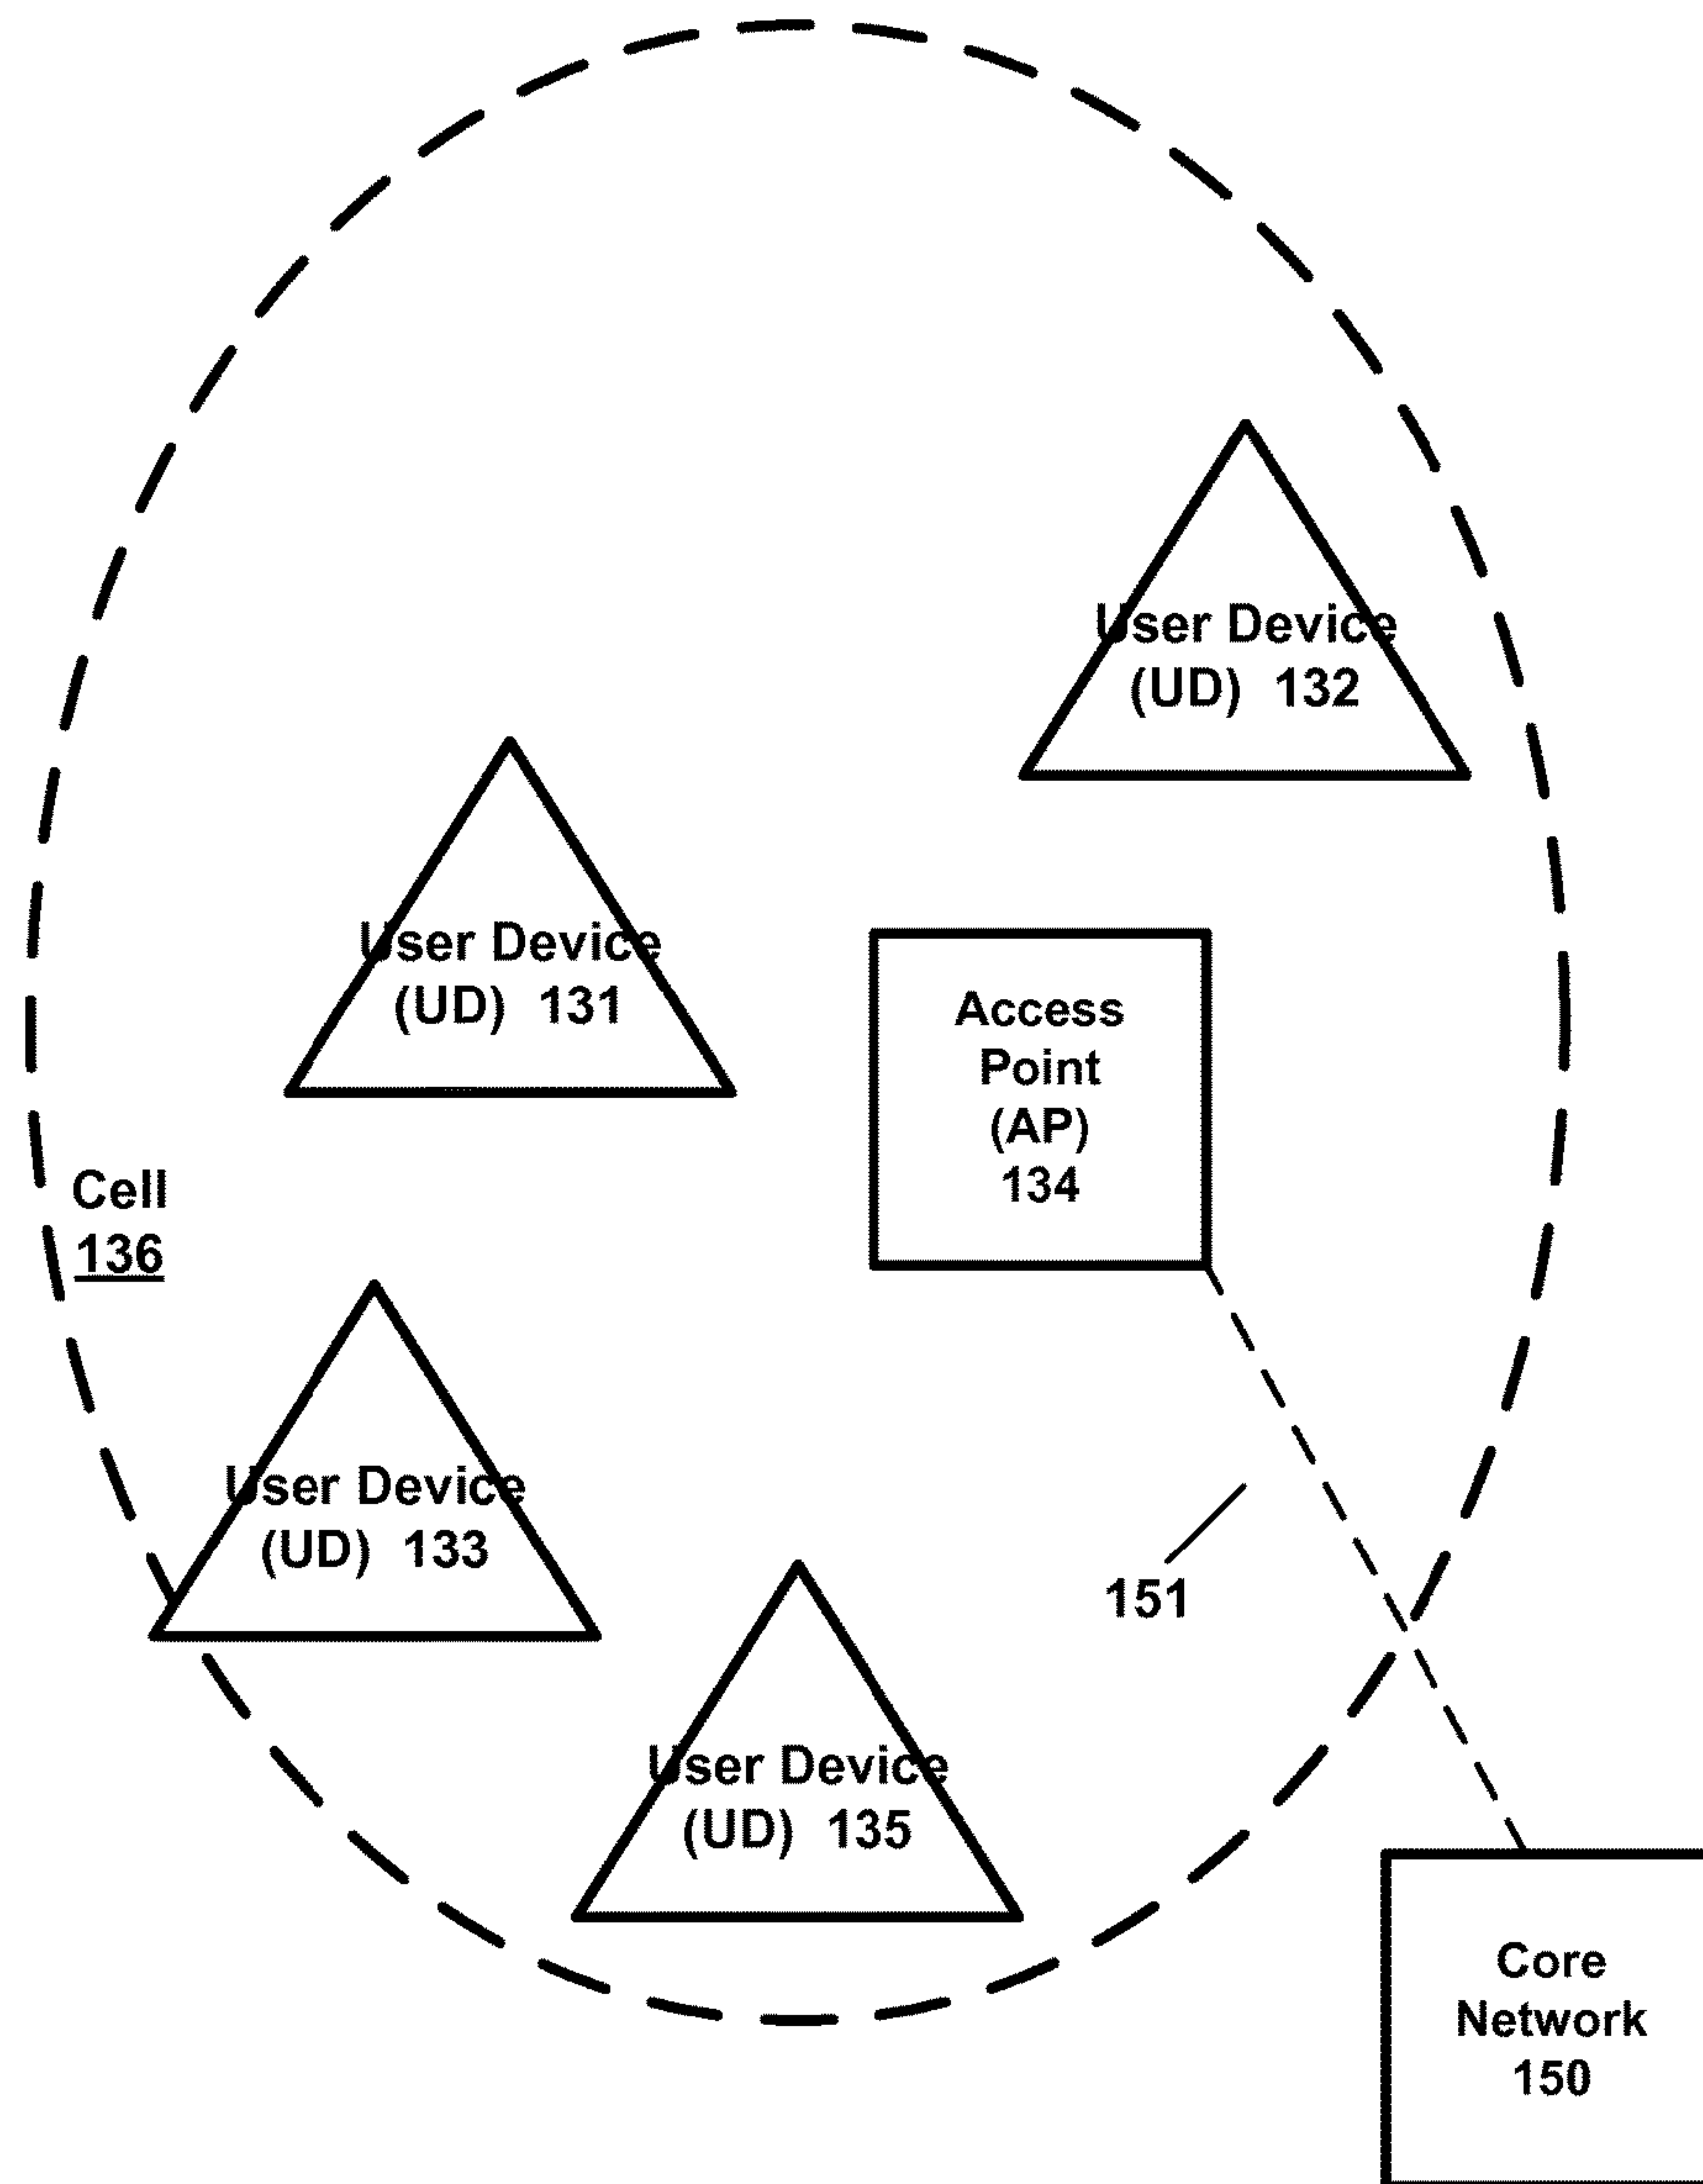 User Device
(UD) 132
User Device
(UD) 131
Access
Point
(AP)
134
Cell
136
User Device
(UD) 133
151
User Device
(UD) 135
Core
Network
150